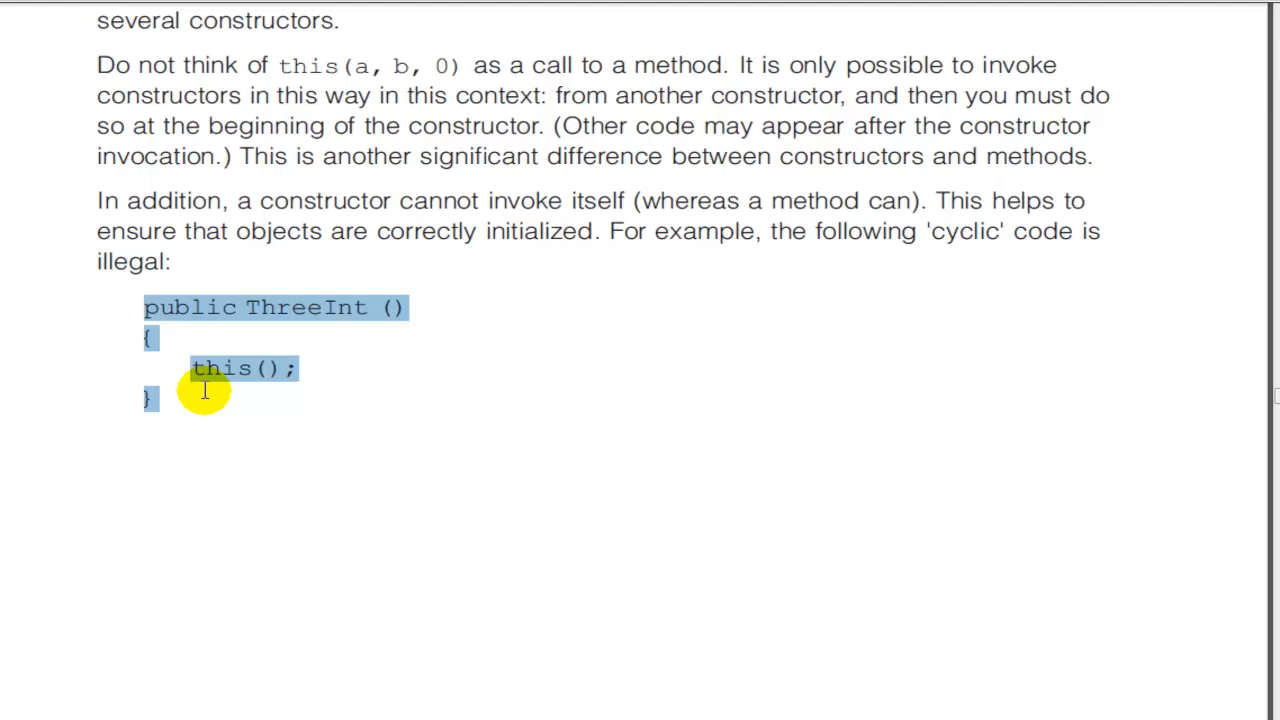 several constructors.
Do not think of this(a, b, 0) as a call to a method. It is only possible to invoke
constructors in this way in this context: from another constructor, and then you must do
so at the beginning of the constructor. (Other code may appear after the constructor
invocation.) This is another significant difference between constructors and methods.
In addition, a constructor cannot invoke itself (whereas a method can). This helps to
ensure that objects are correctly initialized. For example, the following 'cyclic' code is
illegal:
public ThreeInt ()
{
this();
}